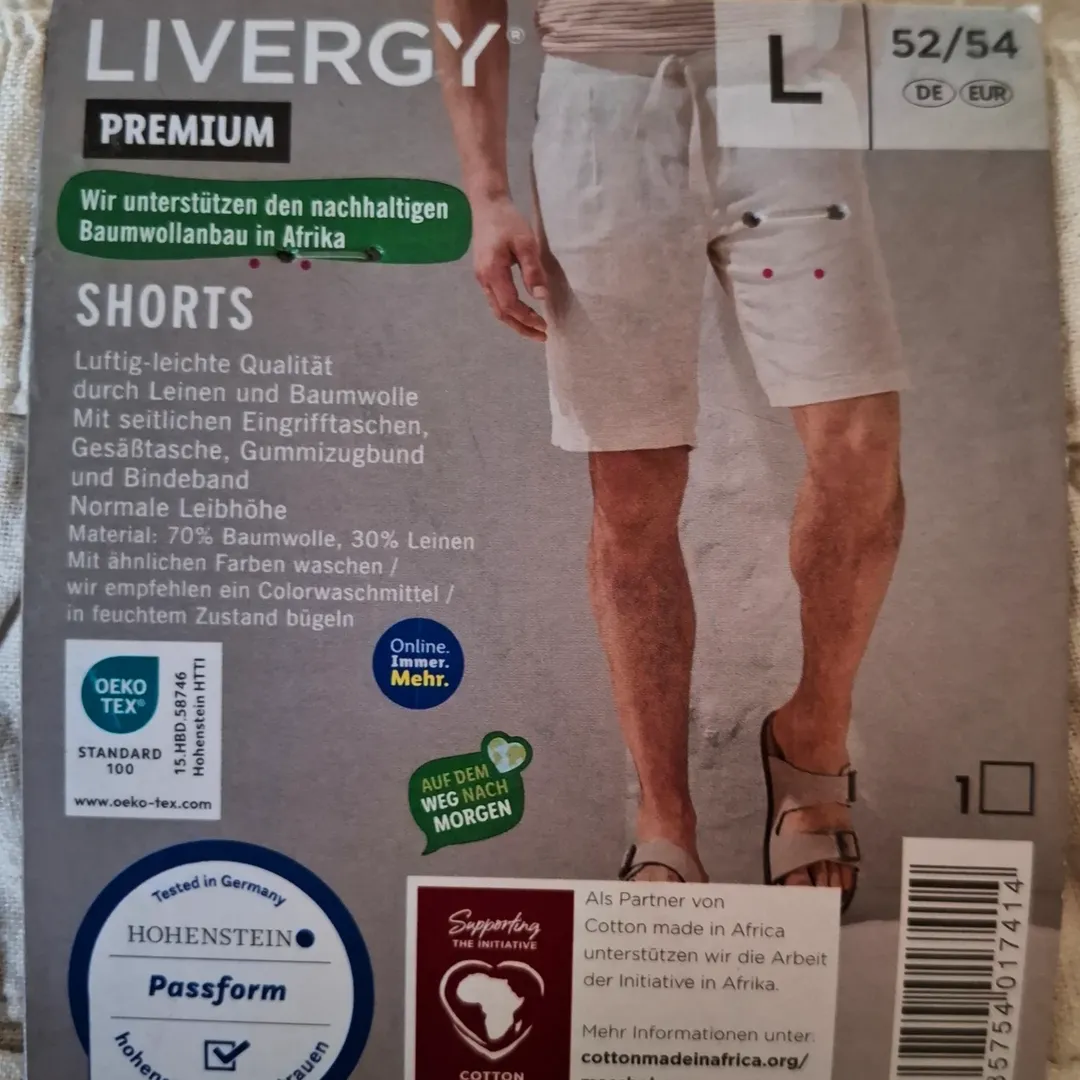 LIVERGY®
PREMIUM
L
52/54
DE EUR
Wir unterstützen den nachhaltigen
Baumwollanbau in Afrika
SHORTS
Luftig-leichte Qualität
durch Leinen und Baumwolle
Mit seitlichen Eingrifftaschen,
Gesäßtasche, Gummizugbund
und Bindeband
Normale Leibhöhe
Material: 70% Baumwolle, 30% Leinen
Mit ähnlichen Farben waschen /
wir empfehlen ein Colorwaschmittel /
in feuchtem Zustand bügeln
OEKO
TEX®
STANDARD
100
15.HBD.58746
Hohenstein HTTI
www.oeko-tex.com
Online.
Immer.
Mehr.
AUF DEM
WEG NACH
MORGEN
1
Tested in Germany
HOHENSTEIN
Passform
Supporting
THE INITIATIVE
COTTON
Als Partner von
Cotton made in Africa
unterstützen wir die Arbeit
der Initiative in Afrika.
Mehr Informationen unter:
cottonmadeinafrica.org/
35754017414